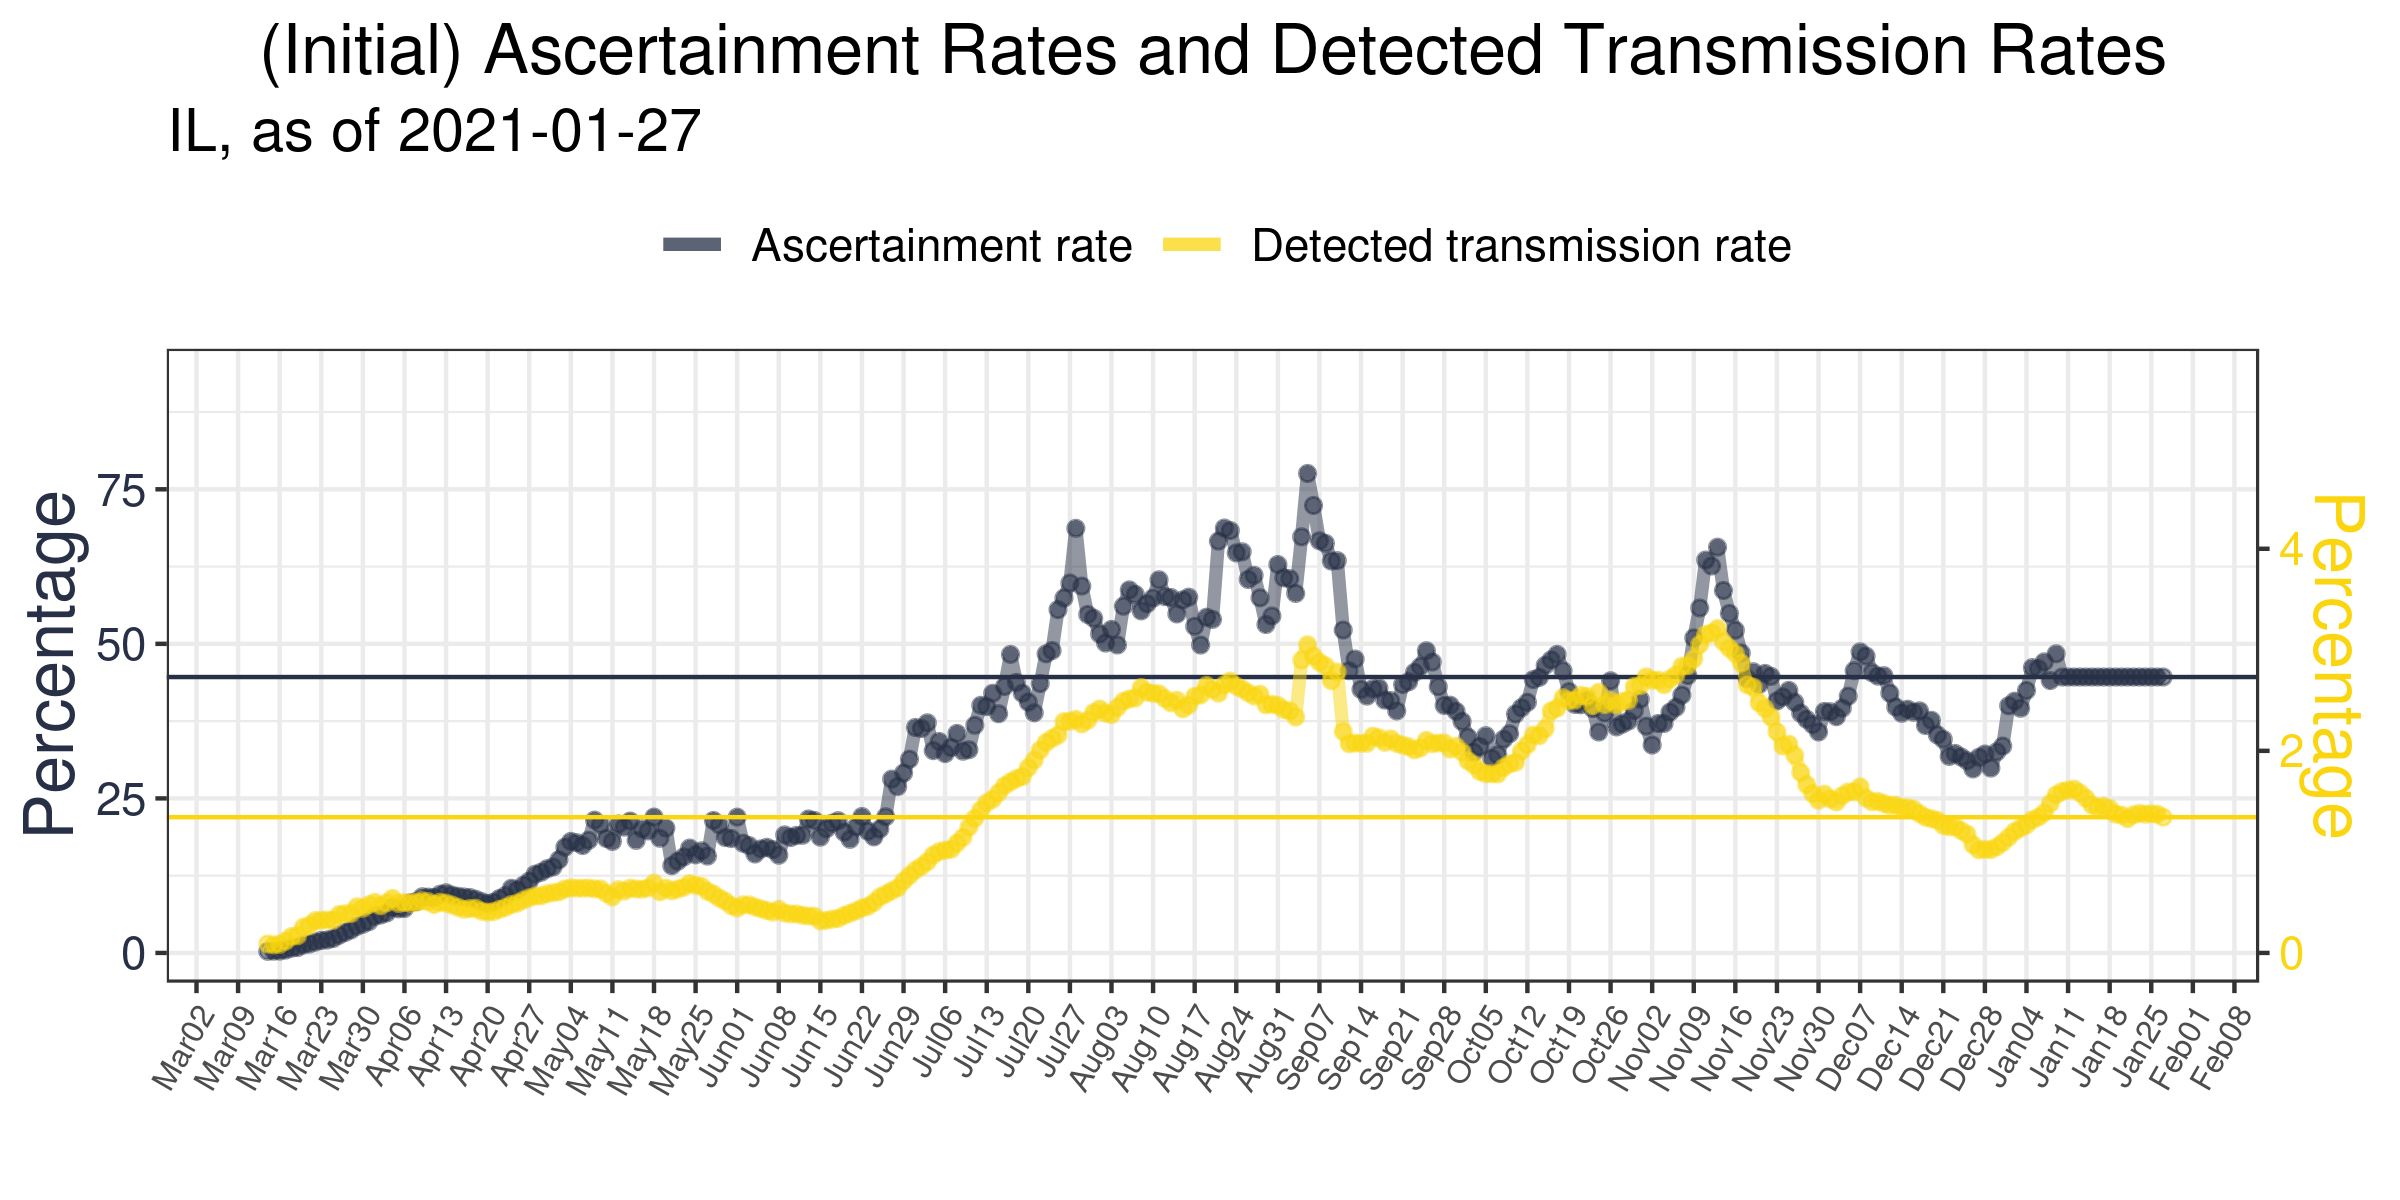 (Initial) Ascertainment Rates and Detected Transmission Rates
IL, as of 2021-01-27
Ascertainment rate
Detected transmission rate
Percentage
75
50
25
0
4
2
0
Percentage
Mar02
Mar09
Mar16
Mar23
Mar30
Apr06
Apr13
Apr20
Apr27
May04
May11
May18
May25
Jun01
Jun08
Jun15
Jun22
Jun29
Jul06
Jul13
Jul20
Jul27
Aug03
Aug10
Aug17
Aug24
Aug31
Sep07
Sep14
Sep21
Sep28
Oct05
Oct12
Oct19
Oct26
Nov02
Nov09
Nov16
Nov23
Nov30
Dec07
Dec14
Dec21
Dec28
Jan04
Jan11
Jan18
Jan25
Feb01
Feb08